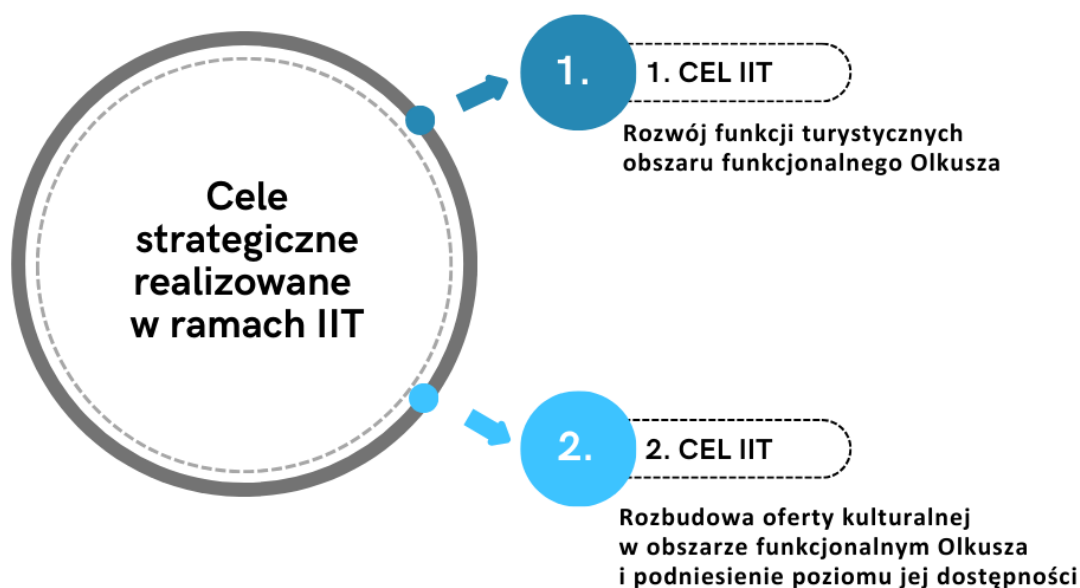 Cele
strategiczne
realizowane
w ramach IIT
1.
1. CEL IIT
Rozwój funkcji turystycznych
obszaru funkcjonalnego Olkusza
2.
2. CEL IIT
Rozbudowa oferty kulturalnej
w obszarze funkcjonalnym Olkusza
i podniesienie poziomu jej dostępności